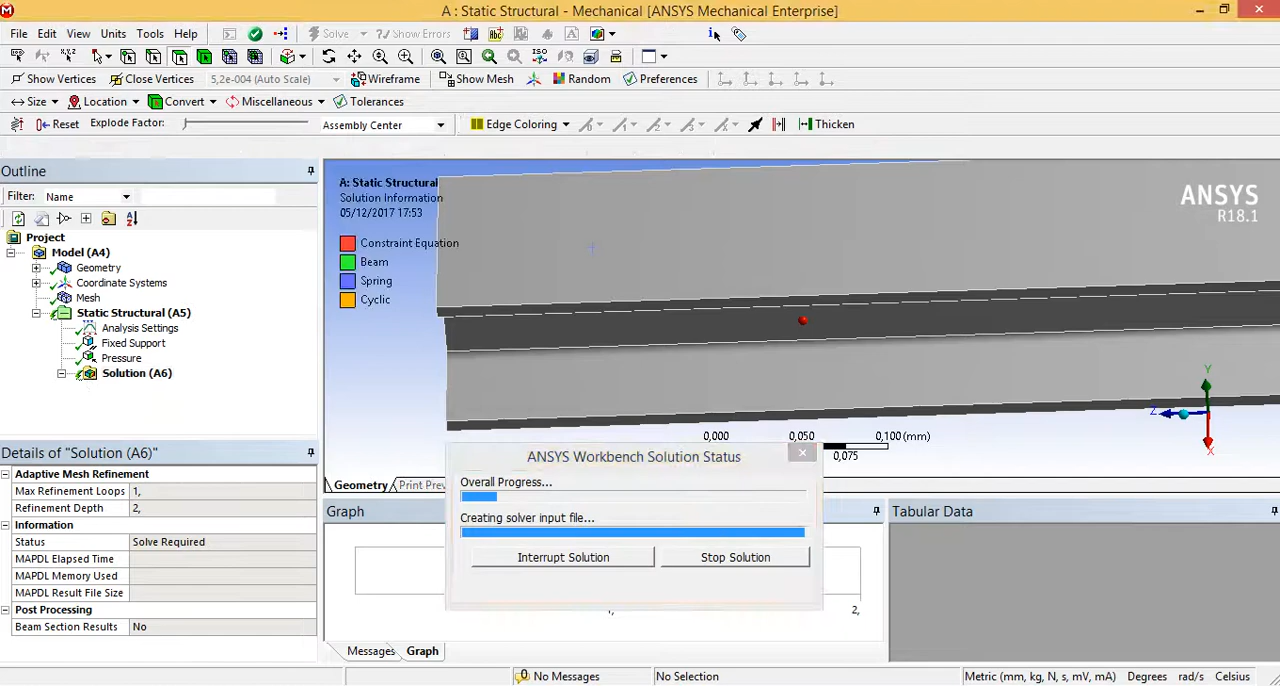 A : Static Structural - Mechanical [ANSYS Mechanical Enterprise]
File Edit View Units Tools Help Solve ?/ Show Errors
Show Vertices Close Vertices 5,2e-004 (Auto Scale) Wireframe Show Mesh Random Preferences
Size Location Convert Miscellaneous Tolerances
Reset Explode Factor: Assembly Center Edge Coloring Thicken
Outline
Filter: Name
Project
Model (A4)
Geometry
Coordinate Systems
Mesh
Static Structural (A5)
Analysis Settings
Fixed Support
Pressure
Solution (A6)
Details of "Solution (A6)"
Adaptive Mesh Refinement
Max Refinement Loops 1,
Refinement Depth 2,
Information
Status Solve Required
MAPDL Elapsed Time
MAPDL Memory Used
MAPDL Result File Size
Post Processing
Beam Section Results No
A: Static Structural
Solution Information
05/12/2017 17:53
Constraint Equation
Beam
Spring
Cyclic
ANSYS
R18.1
Y
Z
X
0,000 0,050 0,100 (mm)
0,075
Geometry Print Pre
ANSYS Workbench Solution Status
Overall Progress...
Creating solver input file...
Interrupt Solution Stop Solution
Graph
2,
Messages Graph
Tabular Data
0 No Messages No Selection Metric (mm, kg, N, s, mV, mA) Degrees rad/s Celsius